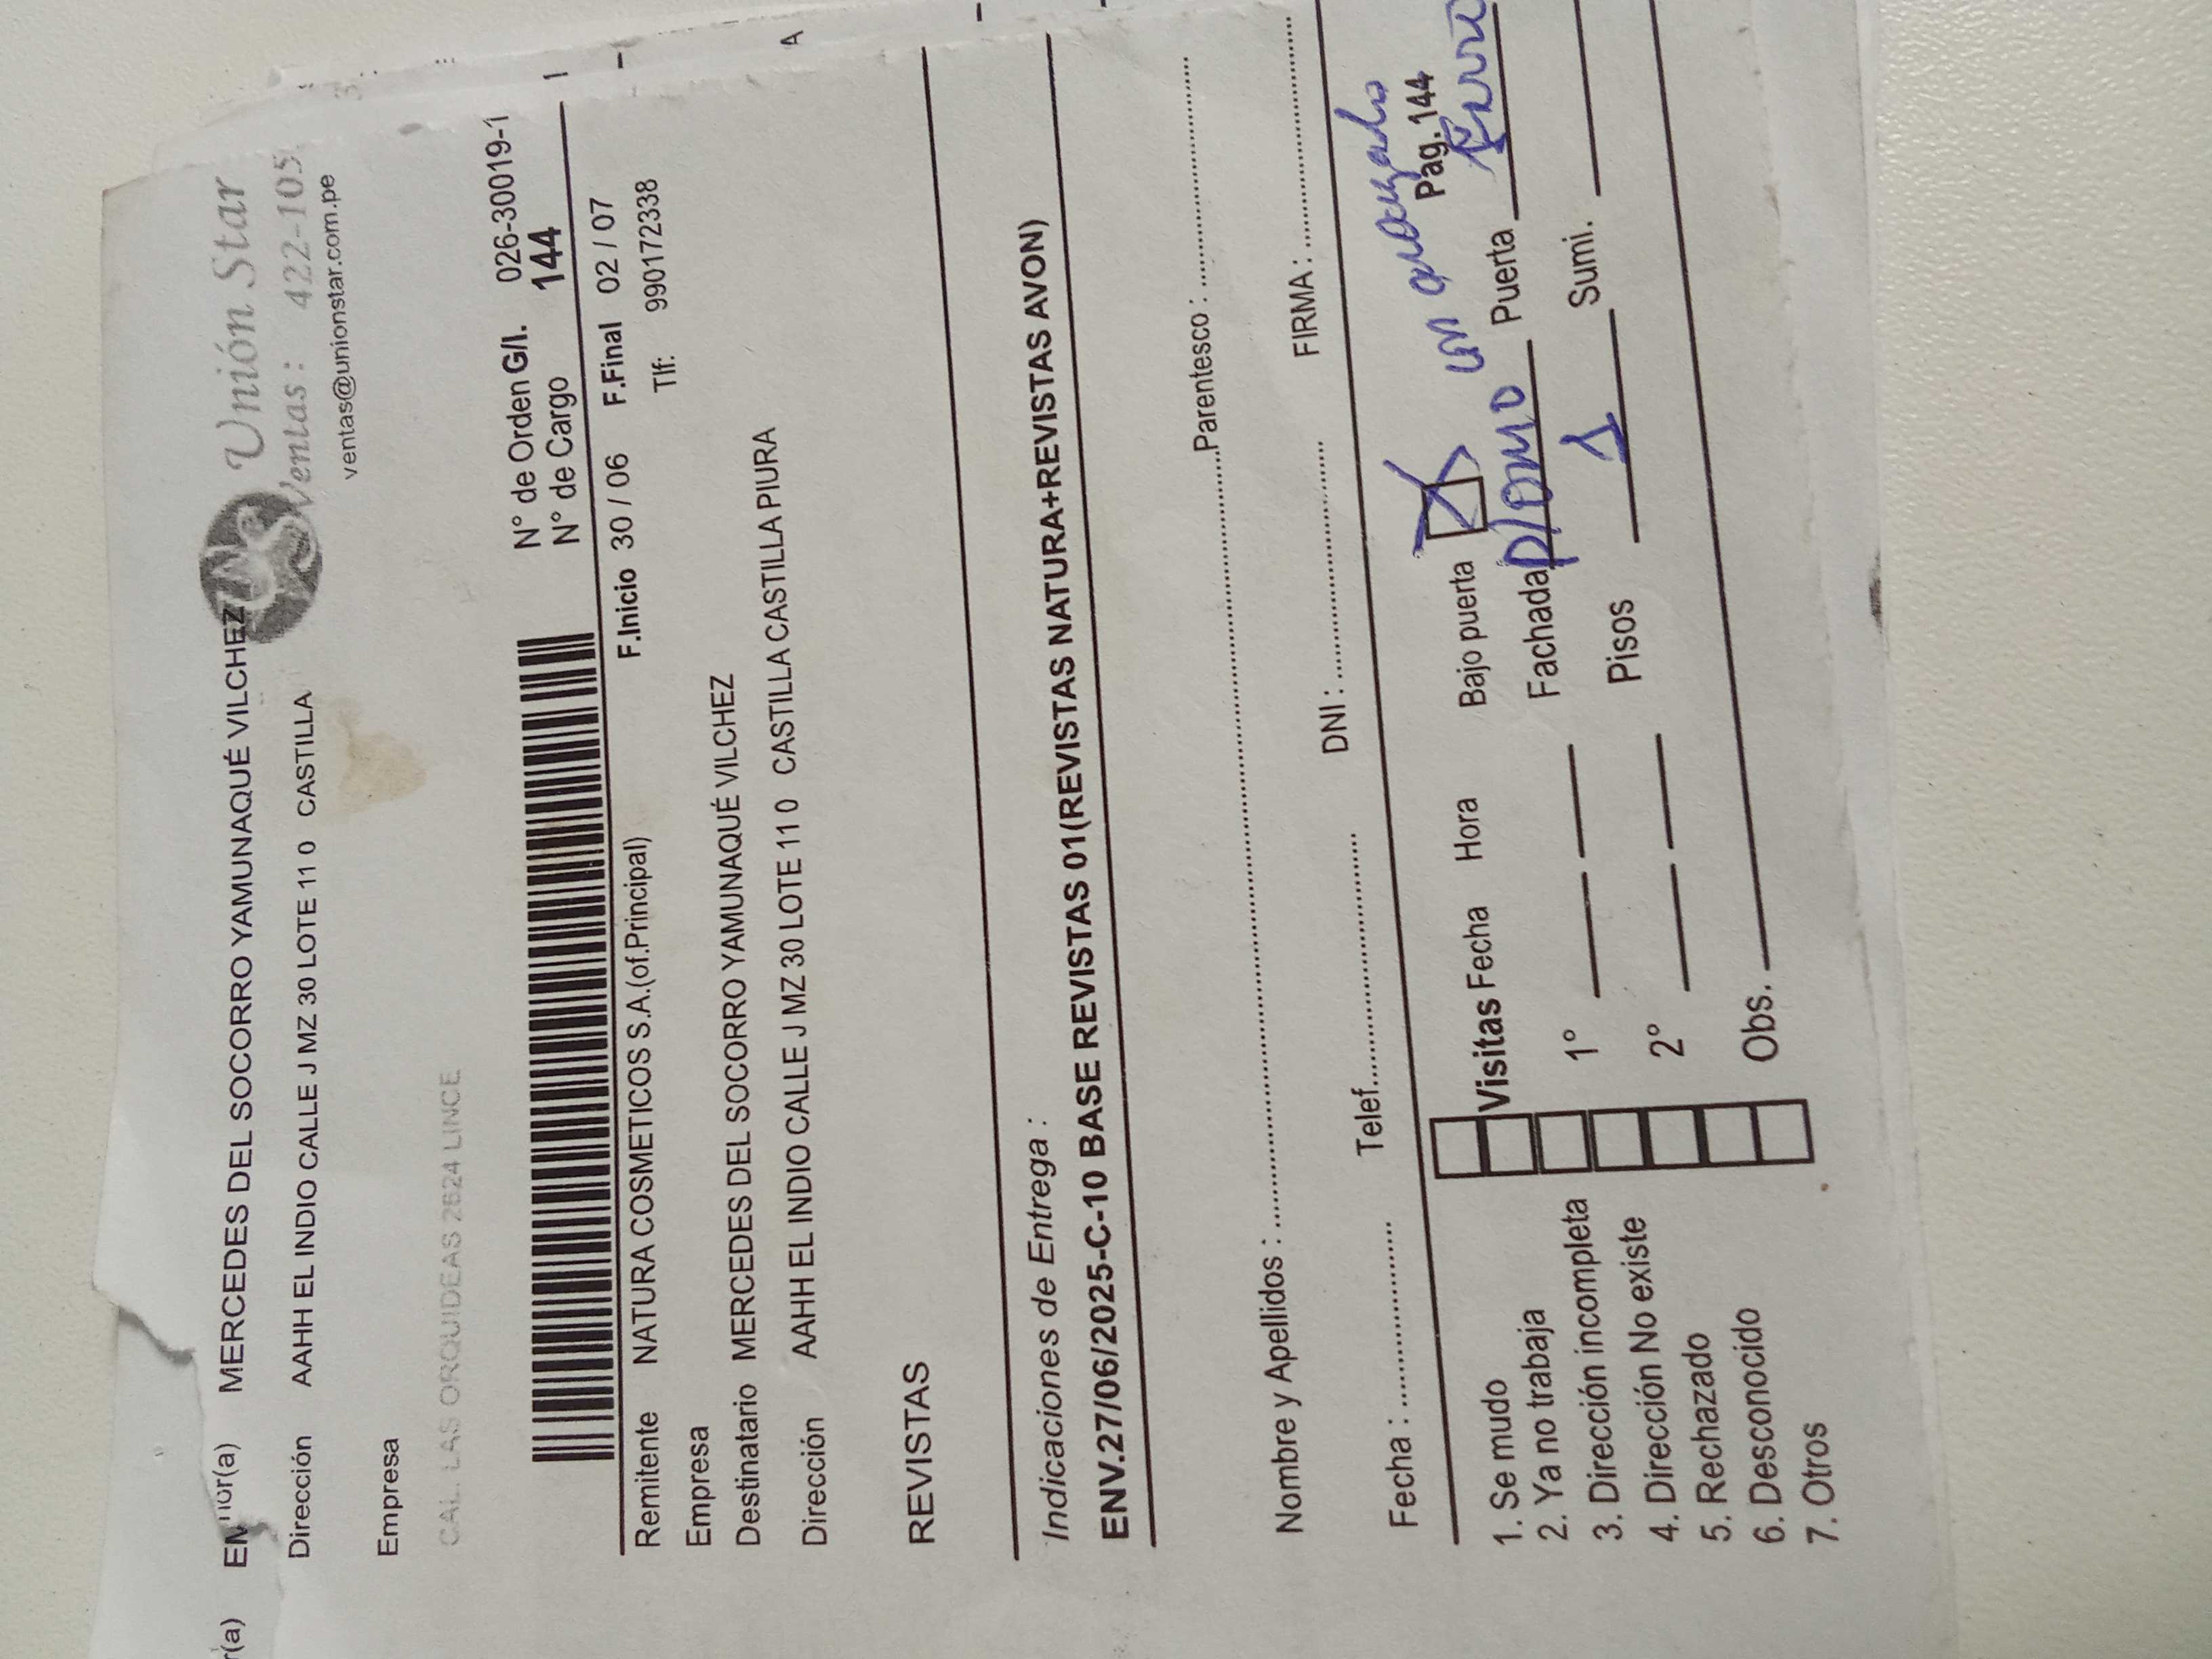 Unión Star
Ventas: 422-105
ventas@unionstar.com.pe
r(a)
MERCEDES DEL SOCORRO YAMUNAQUÉ VILCHEZ
Dirección AAHH EL INDIO CALLE J MZ 30 LOTE 11 0 CASTILLA
Empresa
CAL. LAS ORQUIDEAS 2624 LINCE
N° de Orden G/I. 026-30019-1
N° de Cargo 144
F.Inicio 30 / 06 F.Final 02 / 07
Remitente NATURA COSMETICOS S.A.(of.Principal) Tlf: 990172338
Empresa
Destinatario MERCEDES DEL SOCORRO YAMUNAQUÉ VILCHEZ
Dirección AAHH EL INDIO CALLE J MZ 30 LOTE 11 0 CASTILLA CASTILLA PIURA
REVISTAS
Indicaciones de Entrega :
ENV.27/06/2025-C-10 BASE REVISTAS 01(REVISTAS NATURA+REVISTAS AVON)
Nombre y Apellidos : Parentesco :
Fecha : Telef. DNI : FIRMA :
Pag. 144
1. Se mudo
2. Ya no trabaja
3. Dirección incompleta
4. Dirección No existe
5. Rechazado
6. Desconocido
7. Otros
Visitas Fecha Hora
1°
2°
Obs.
Bajo puerta X
Fachada plomo Puerta
Pisos 1 Sumi.